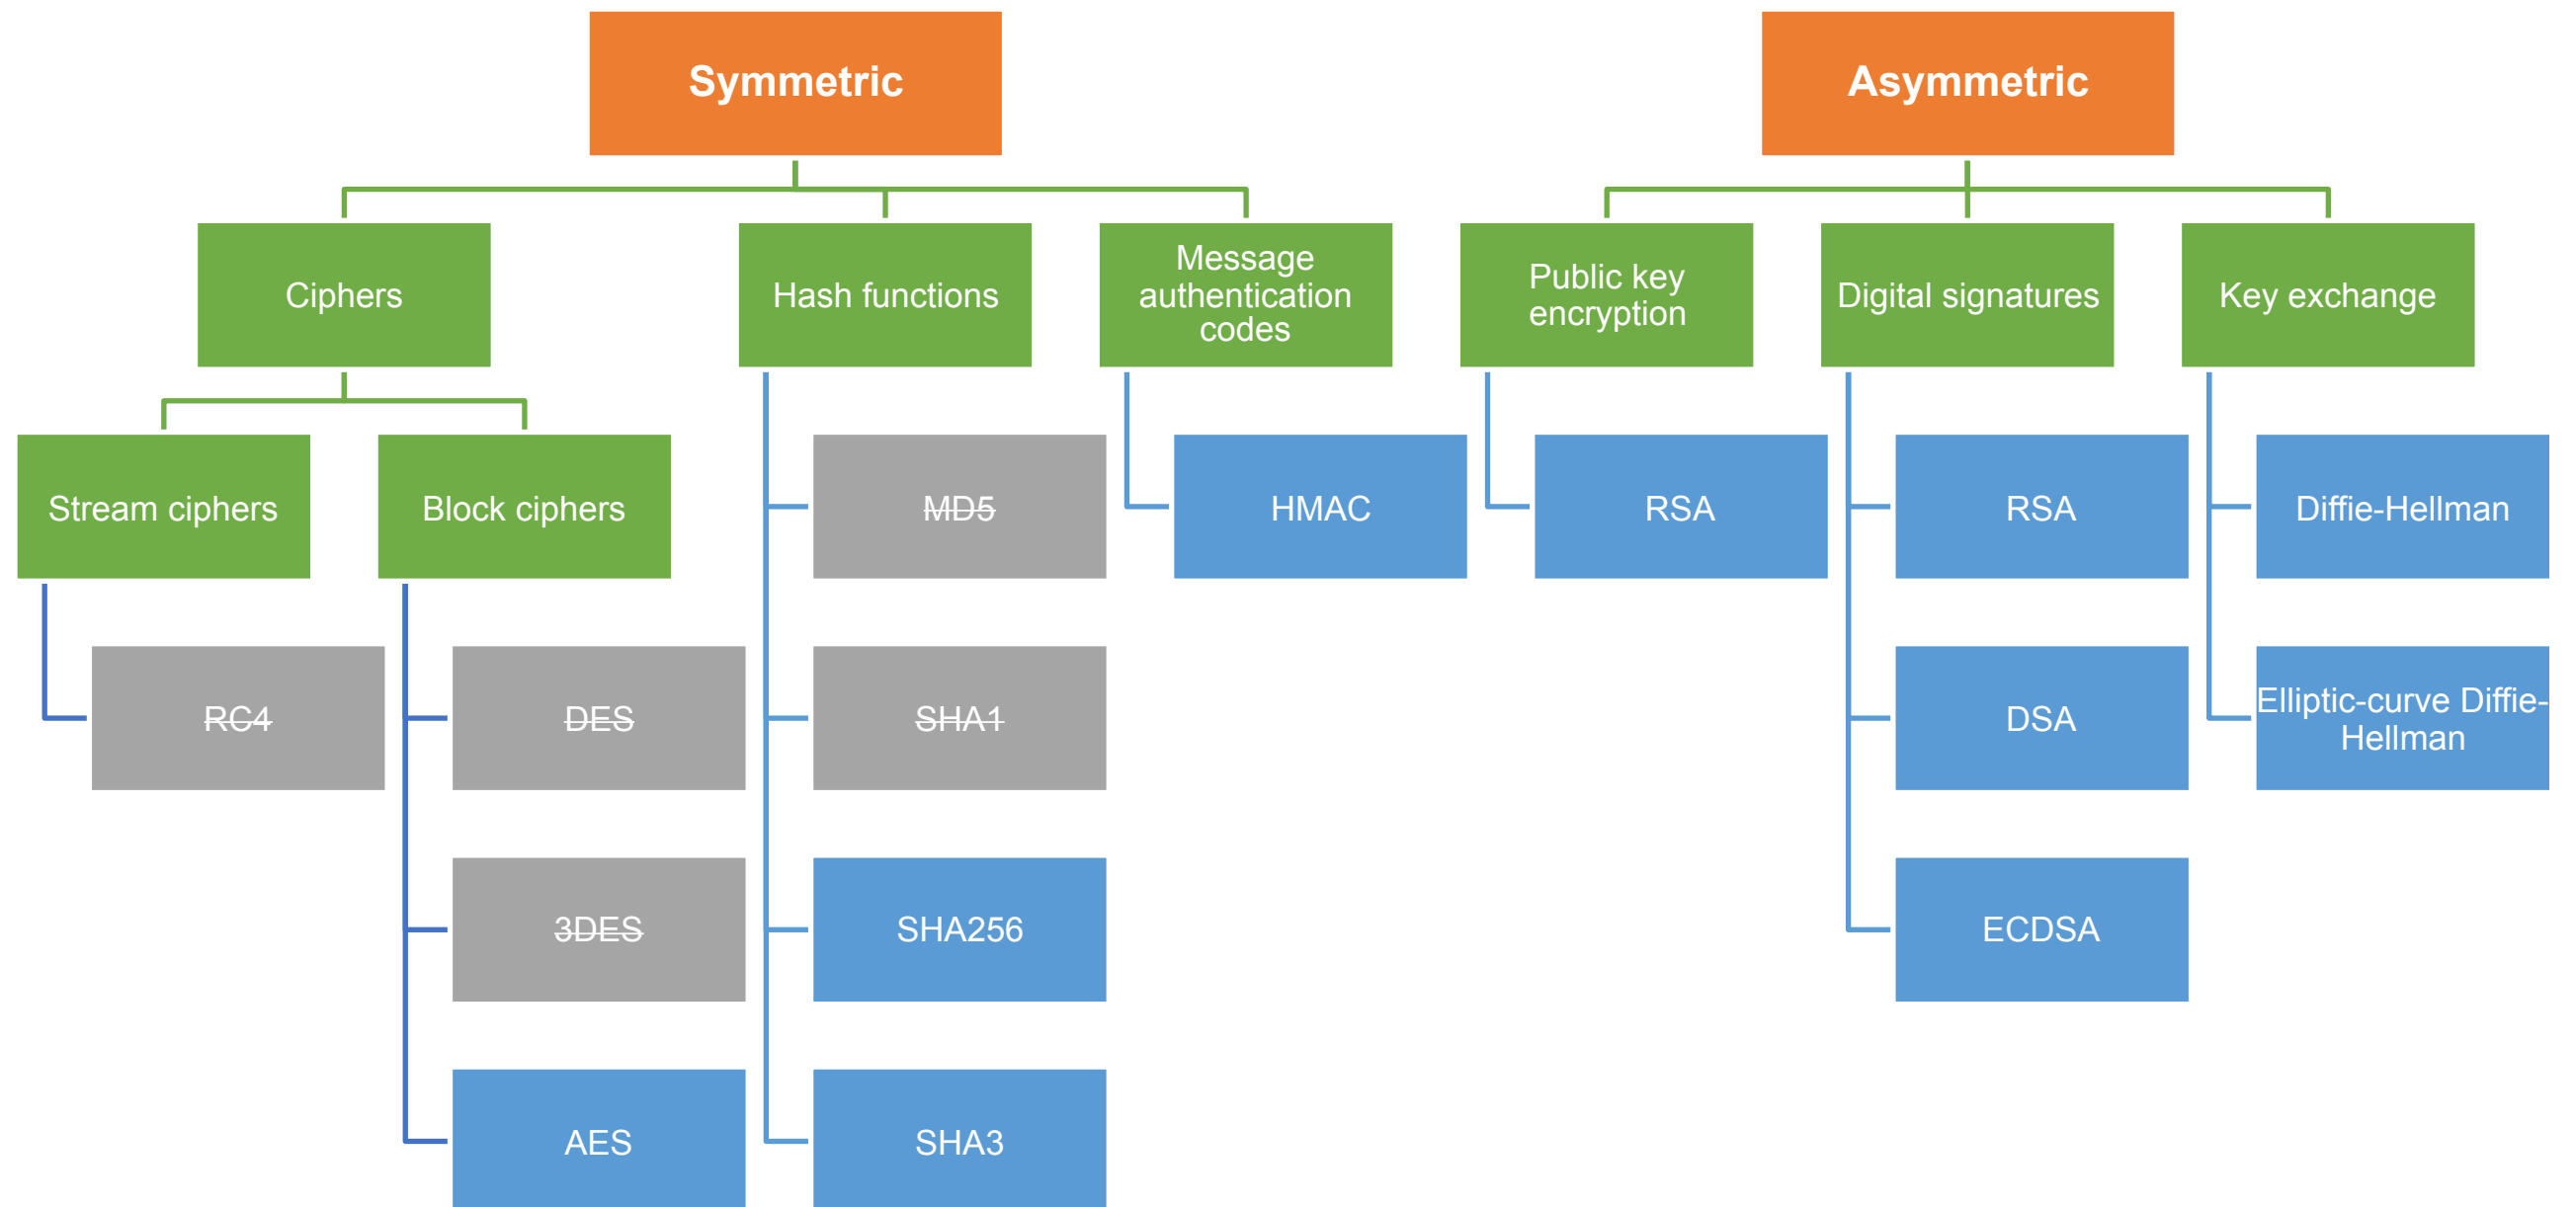 Symmetric
Asymmetric
Ciphers
Hash functions
Message
authentication
codes
Public key
encryption
Digital signatures
Key exchange
Stream ciphers
Block ciphers
MD5
HMAC
RSA
RSA
Diffie-Hellman
RC4
DES
SHA1
DSA
Elliptic-curve Diffie-
Hellman
3DES
SHA256
ECDSA
AES
SHA3